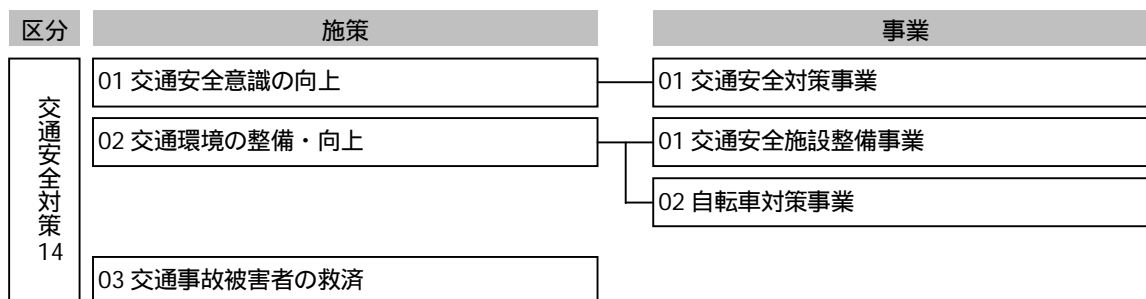 区分 施策 事業
交通安全対策14
01 交通安全意識の向上 01 交通安全対策事業
02 交通環境の整備・向上 01 交通安全施設整備事業
02 自転車対策事業
03 交通事故被害者の救済